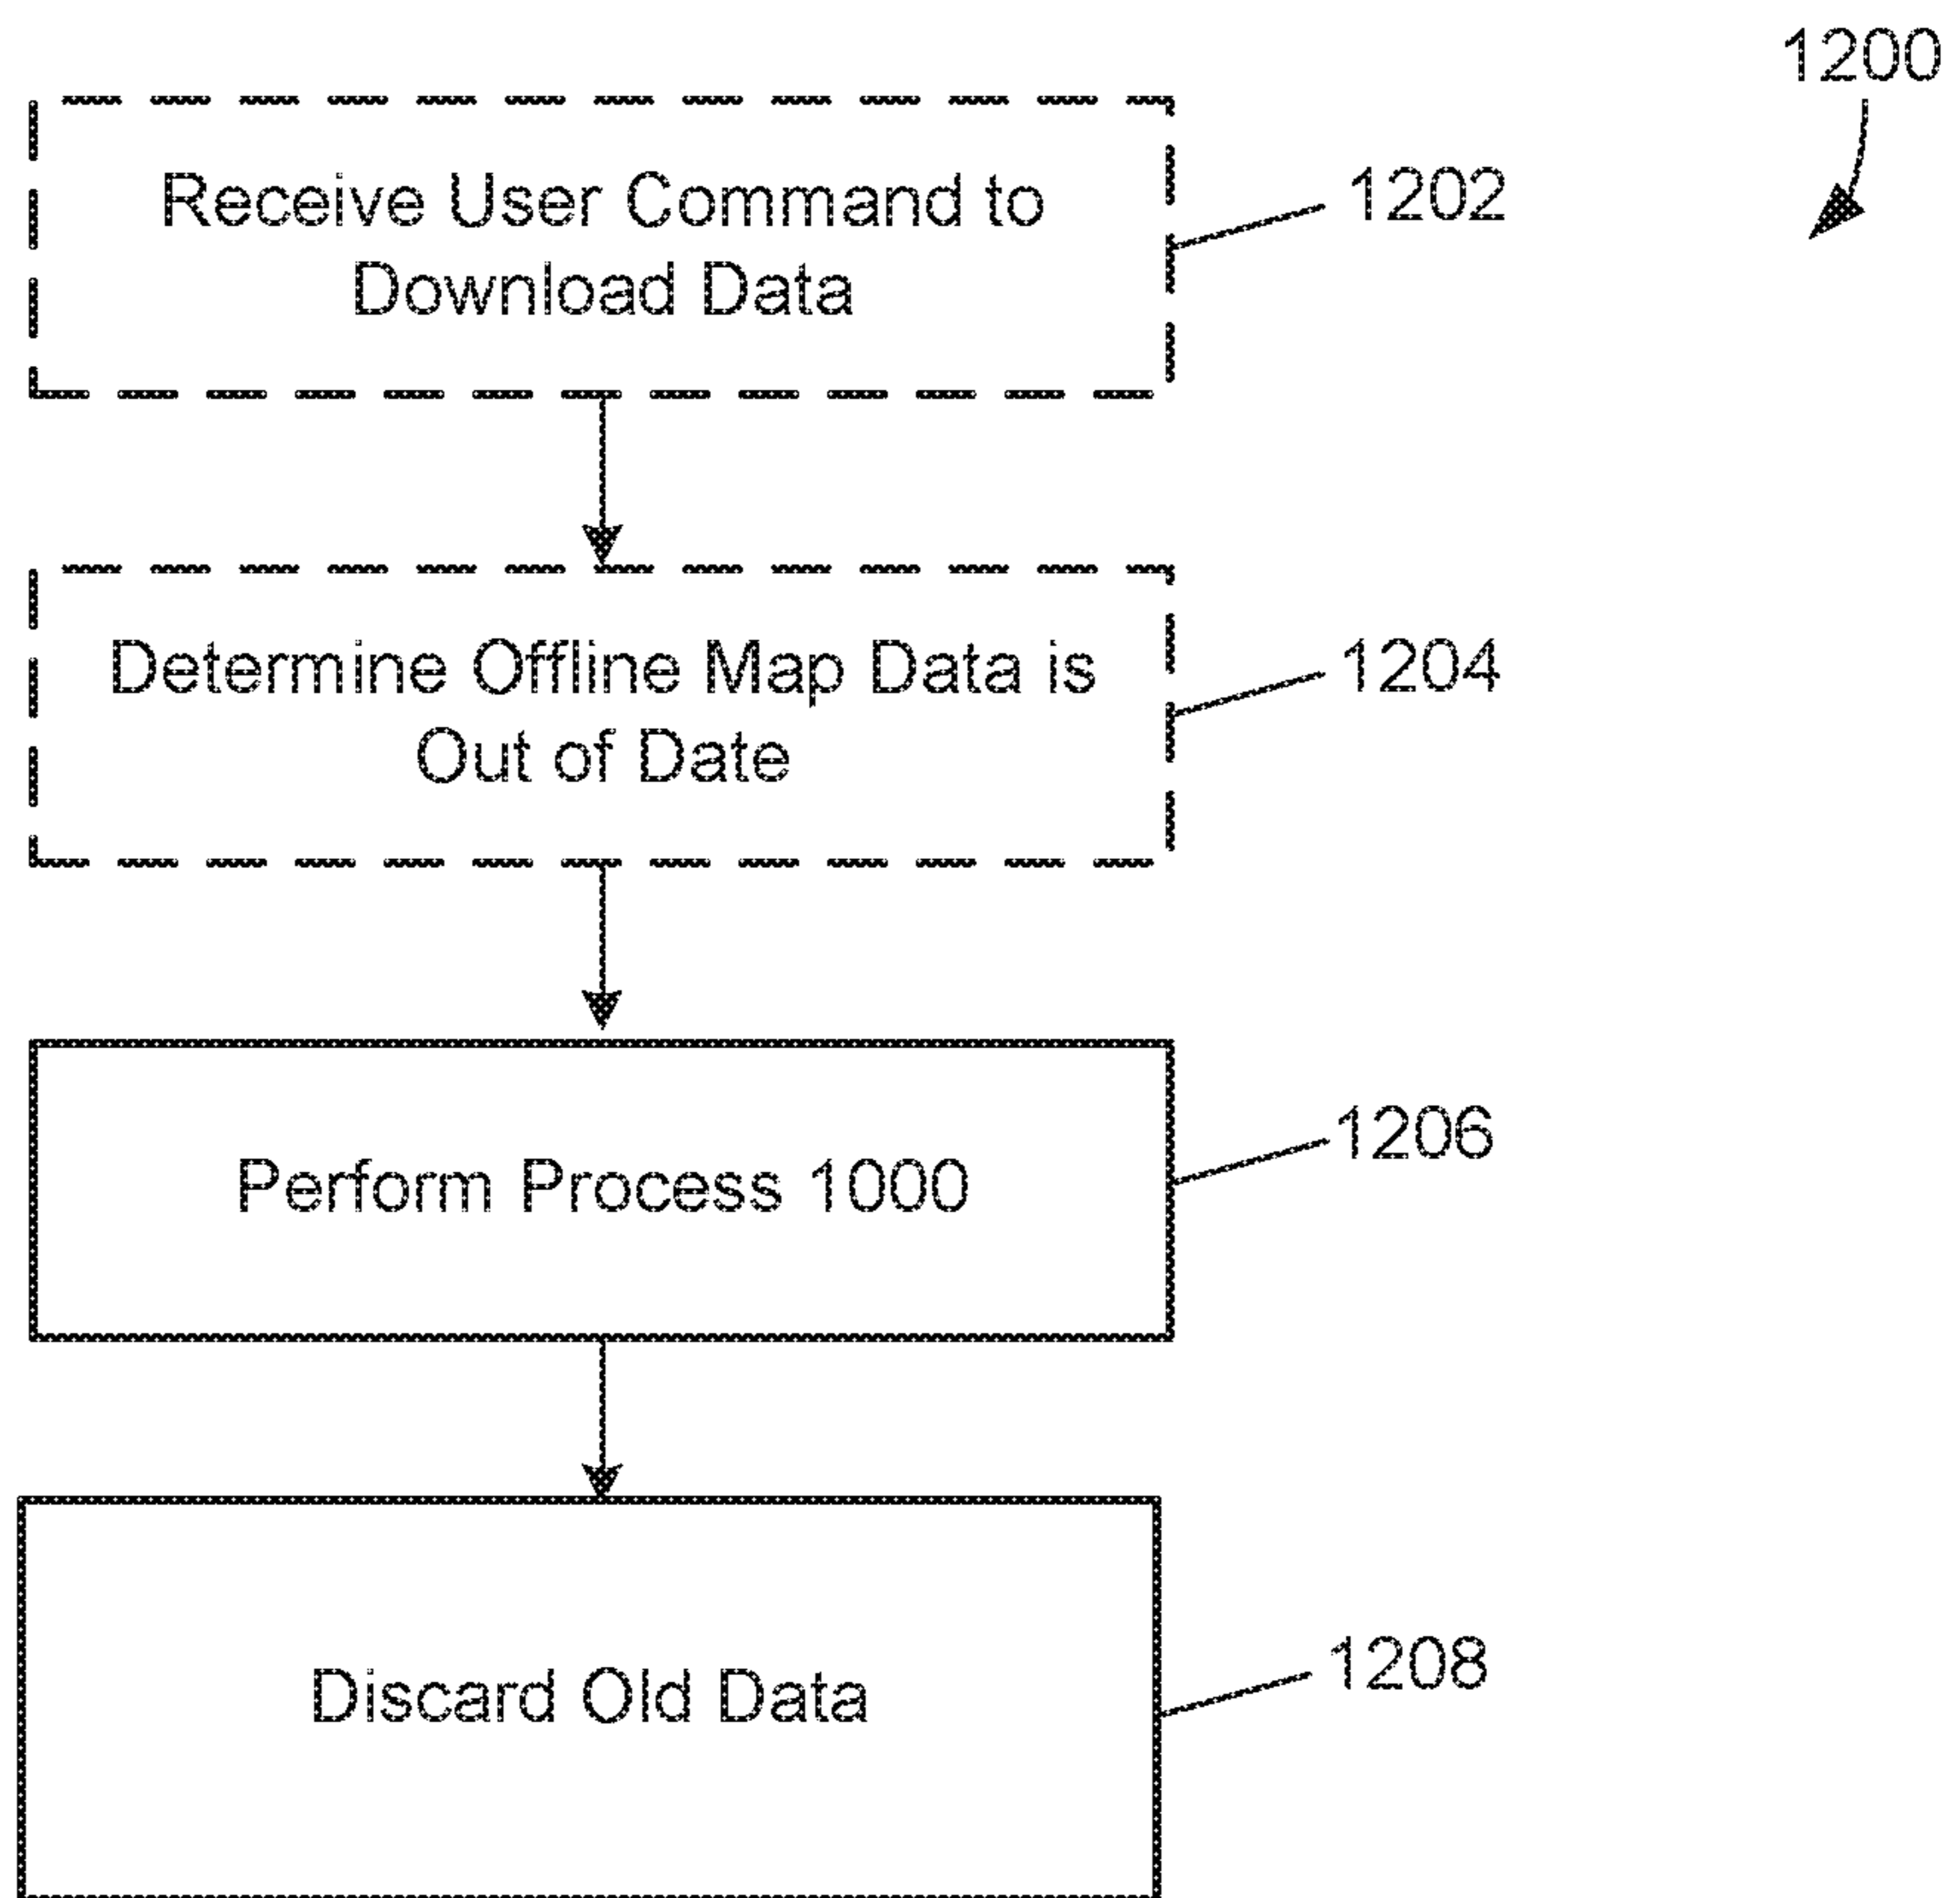 1200
Receive User Command to
Download Data
1202
Determine Offline Map Data is
Out of Date
1204
Perform Process 1000
1206
Discard Old Data
1208